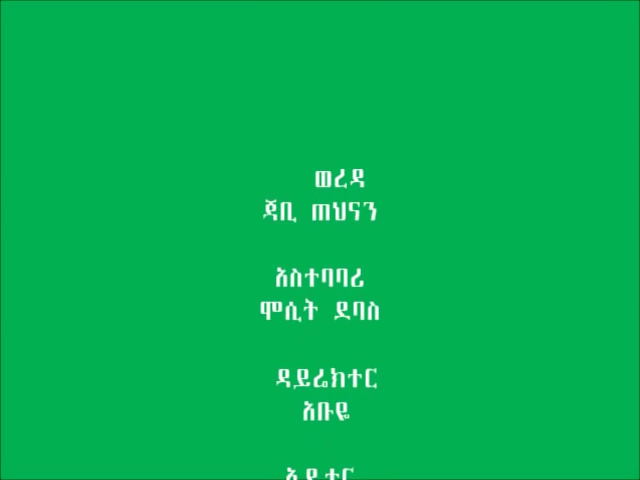 ወረዳ
ጃቢ ጠህናን
አስተባባሪ
ሞሲት ደባስ
ዳይሬክተር
አቡዬ